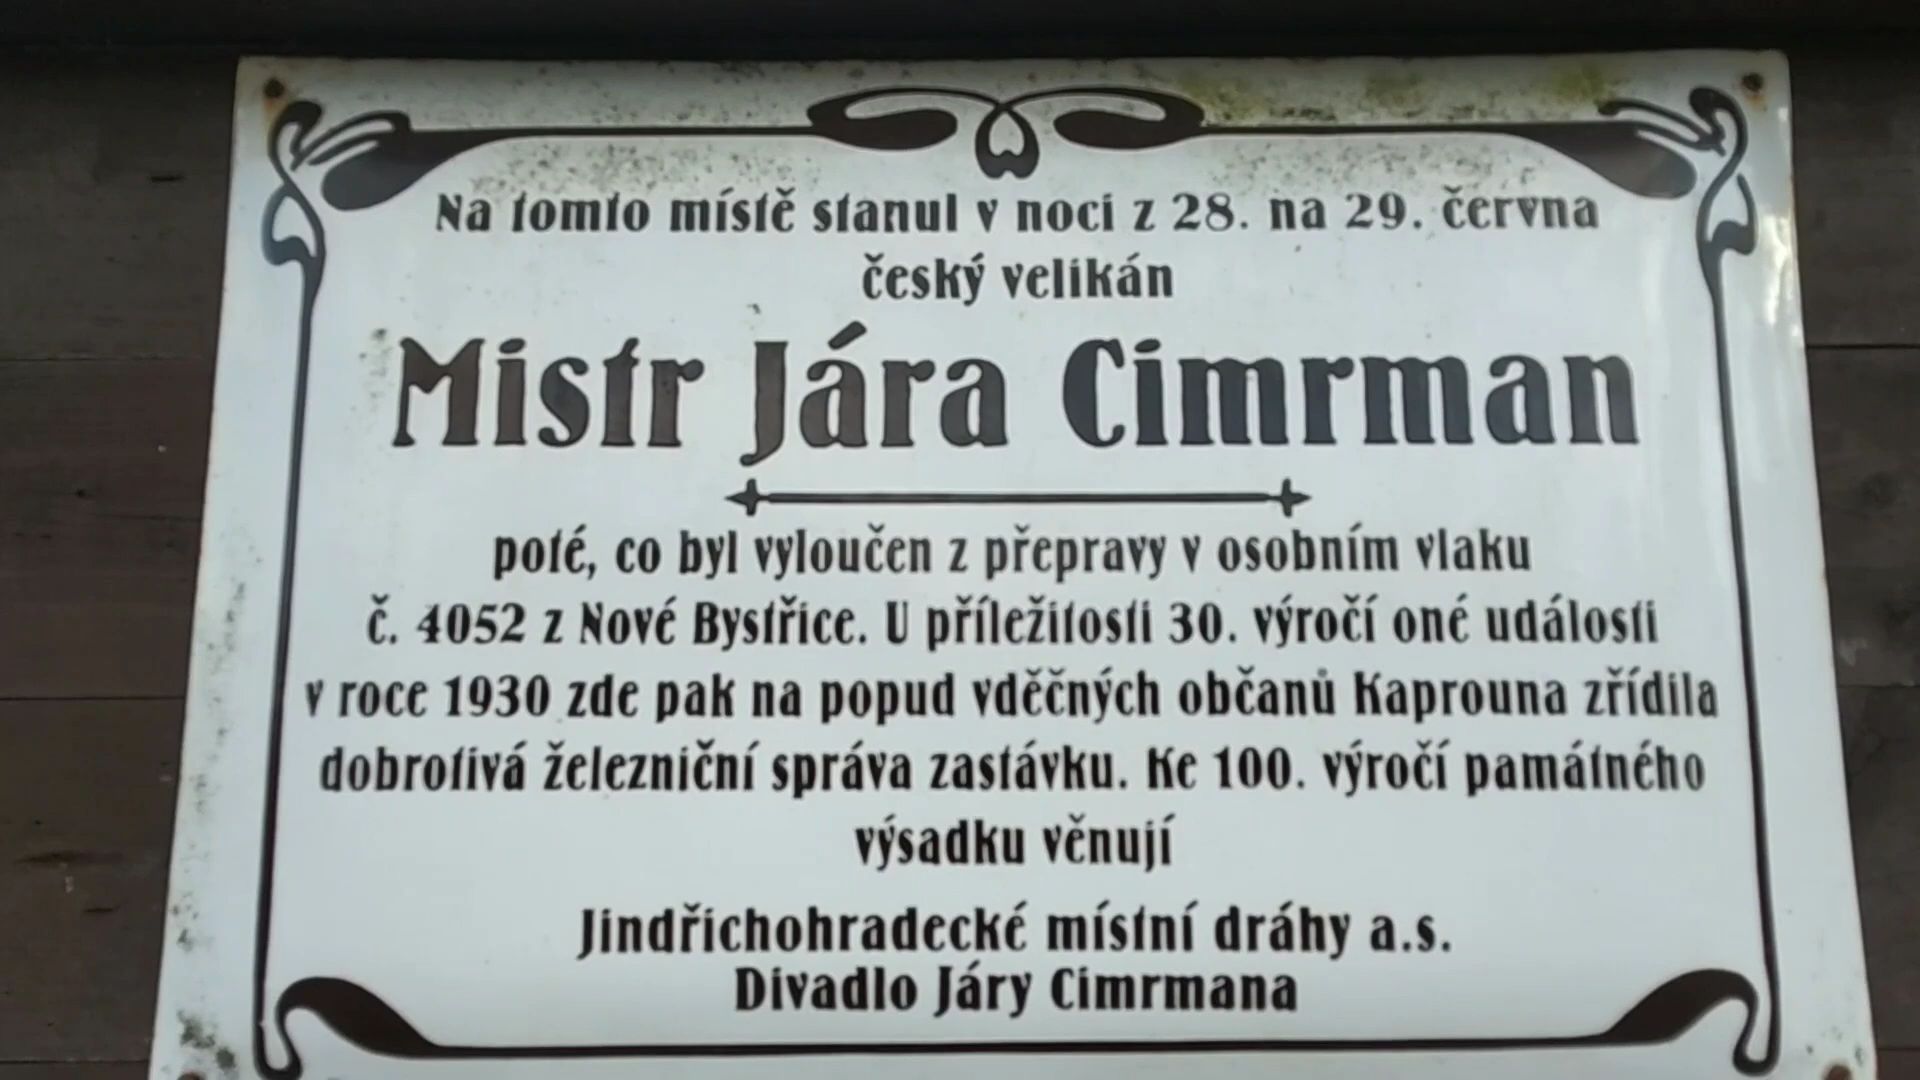 Na tomto místě stanul v noci z 28. na 29. června
český velikán
Mistr Jára Cimrman
poté, co byl vyloučen z přepravy v osobním vlaku
č. 4052 z Nové Bystřice. U příležitosti 30. výročí oné události
v roce 1930 zde pak na popud vděčných občanů Kaprouna zřídila
dobrotivá železniční správa zastávku. Ke 100. výročí památného
výsadku věnují
Jindřichohradecké místní dráhy a.s.
Divadlo Járy Cimrmana